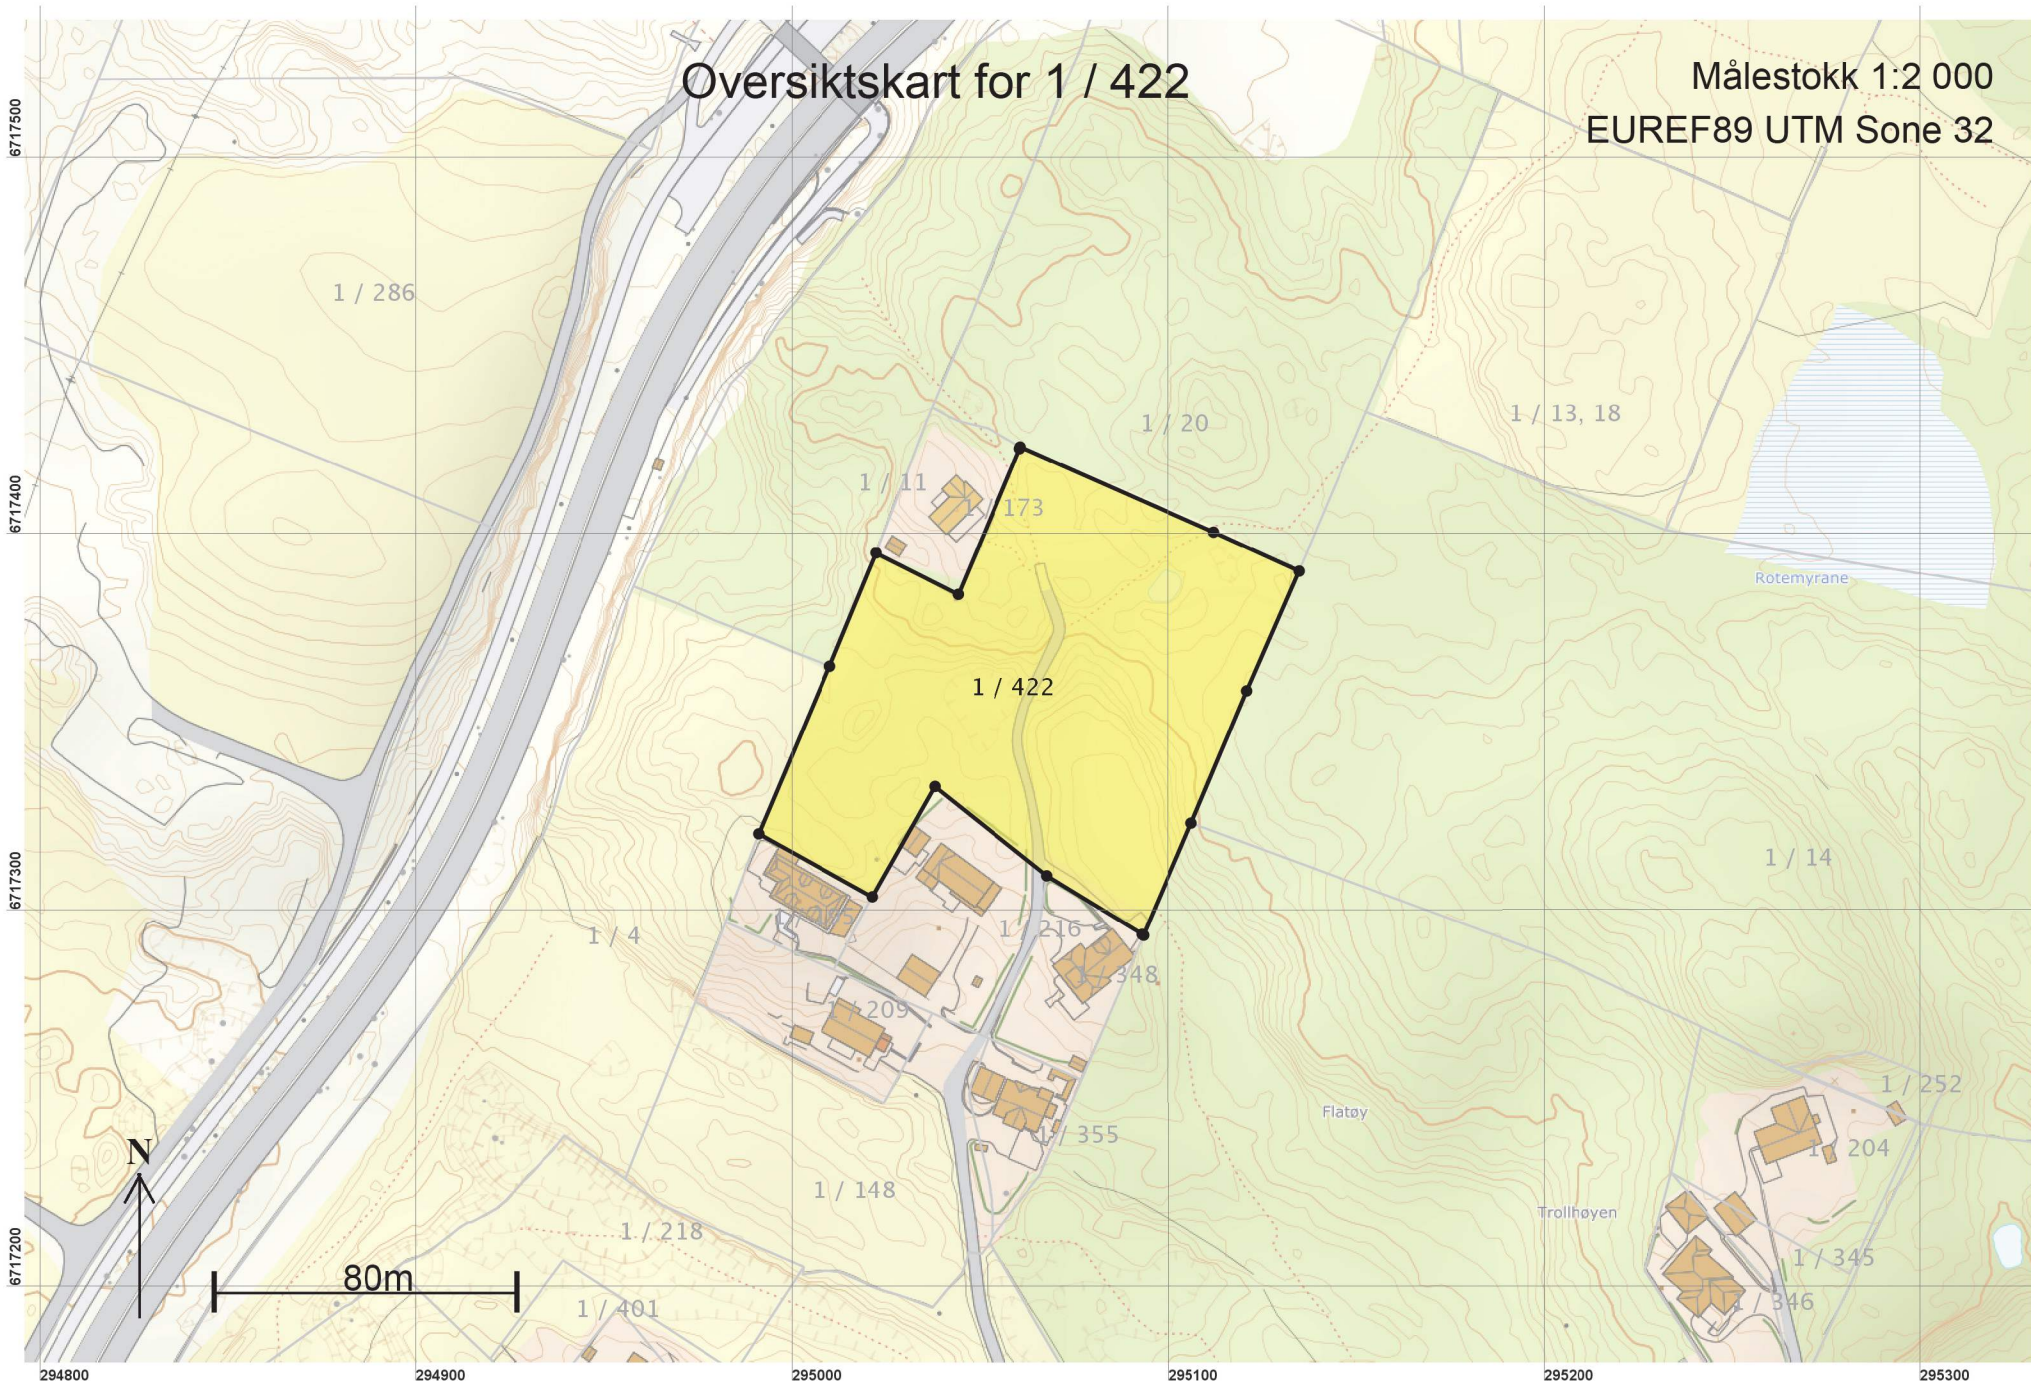 Oversiktskart for 1 / 422
Målestokk 1:2 000
EUREF89 UTM Sone 32
6717500
1 / 286
1 / 20
1 / 13, 18
1 / 11
173
6717400
Rotemyrane
1 / 422
6717300
1 / 14
1 / 4
1 / 216
1 / 348
1 / 209
1 / 252
Flatøy
1 / 355
1 / 204
N
1 / 148
Trollhøyen
1 / 218
1 / 345
6717200
80m
1 / 401
1 / 346
294800
294900
295000
295100
295200
295300